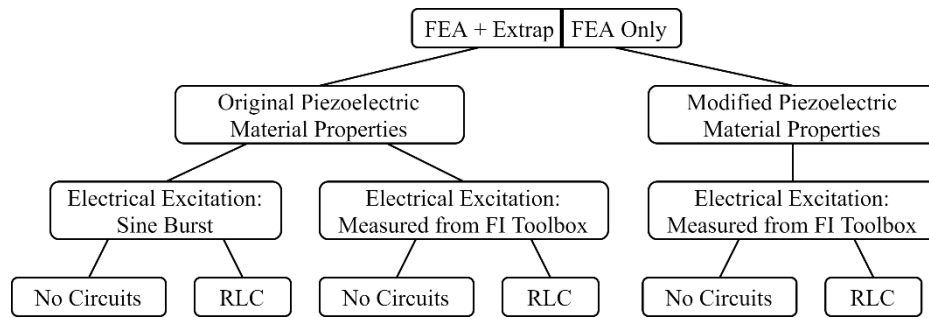 FEA + Extrap FEA Only
Original Piezoelectric
Material Properties
Modified Piezoelectric
Material Properties
Electrical Excitation:
Sine Burst
Electrical Excitation:
Measured from FI Toolbox
Electrical Excitation:
Measured from FI Toolbox
No Circuits
RLC
No Circuits
RLC
No Circuits
RLC